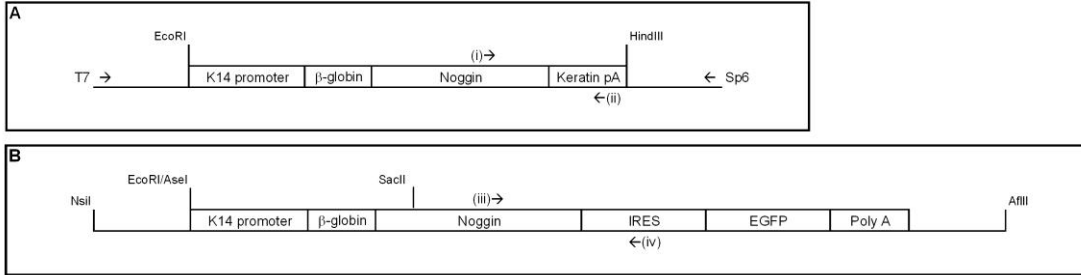 A
EcoRI HindIII
(i)→
T7 → K14 promoter β-globin Noggin Keratin pA ← Sp6
←(ii)
B
EcoRI/AseI SacII
NsiI (iii)→ AflII
K14 promoter β-globin Noggin IRES EGFP Poly A
←(iv)